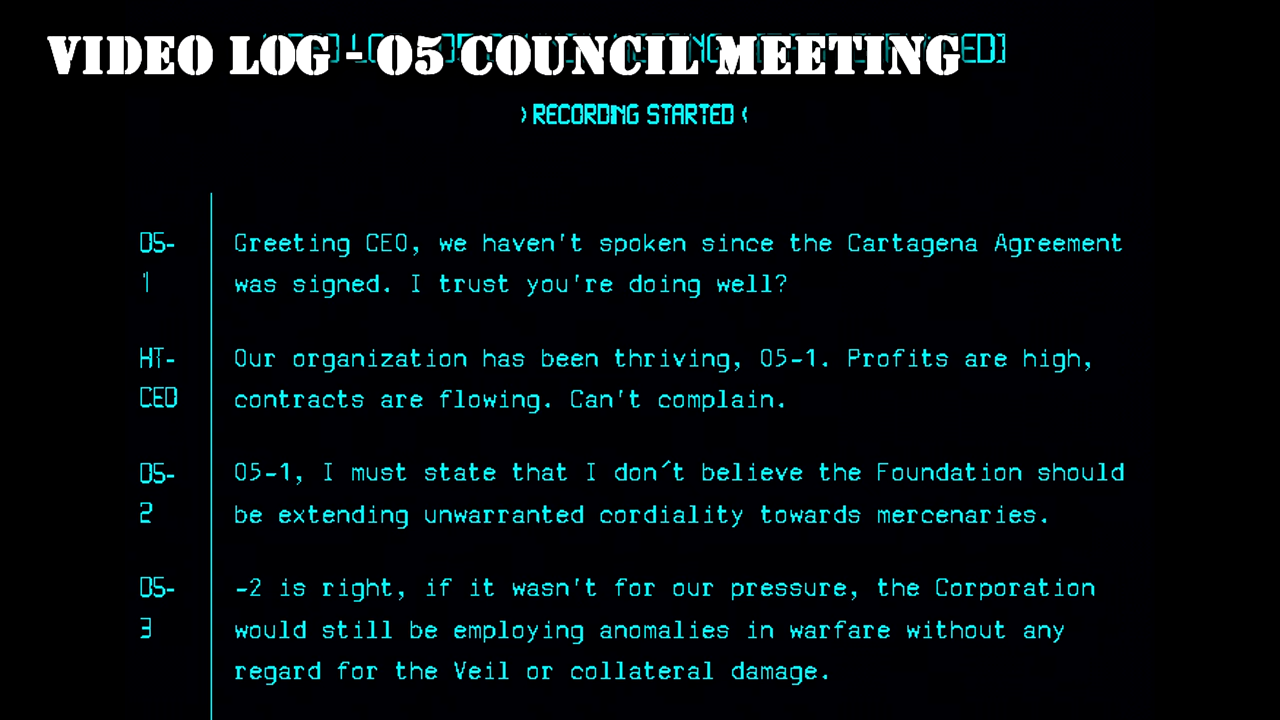 VIDEO LOG - O5 COUNCIL MEETING
ED]
› RECORDING STARTED ‹
O5-
1
Greeting CEO, we haven't spoken since the Cartagena Agreement
was signed. I trust you're doing well?
HT-
CEO
Our organization has been thriving, O5-1. Profits are high,
contracts are flowing. Can't complain.
O5-
2
O5-1, I must state that I don´t believe the Foundation should
be extending unwarranted cordiality towards mercenaries.
O5-
3
-2 is right, if it wasn't for our pressure, the Corporation
would still be employing anomalies in warfare without any
regard for the Veil or collateral damage.